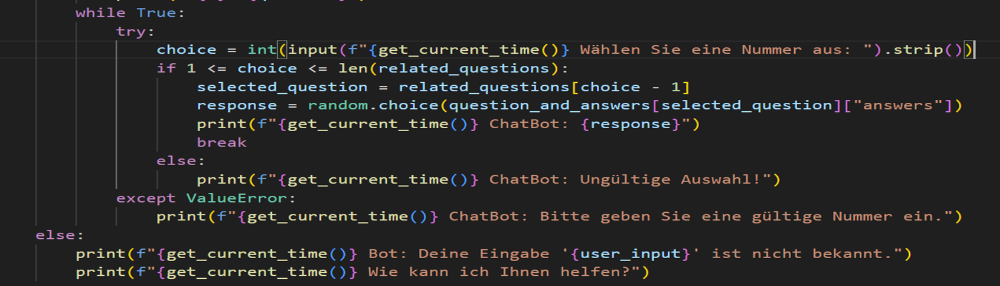 while True:
try:
choice = int(input(f"{get_current_time()} Wählen Sie eine Nummer aus: ").strip())
if 1 <= choice <= len(related_questions):
selected_question = related_questions[choice - 1]
response = random.choice(question_and_answers[selected_question]["answers"])
print(f"{get_current_time()} ChatBot: {response}")
break
else:
print(f"{get_current_time()} ChatBot: Ungültige Auswahl!")
except ValueError:
print(f"{get_current_time()} ChatBot: Bitte geben Sie eine gültige Nummer ein.")
else:
print(f"{get_current_time()} Bot: Deine Eingabe '{user_input}' ist nicht bekannt.")
print(f"{get_current_time()} Wie kann ich Ihnen helfen?")